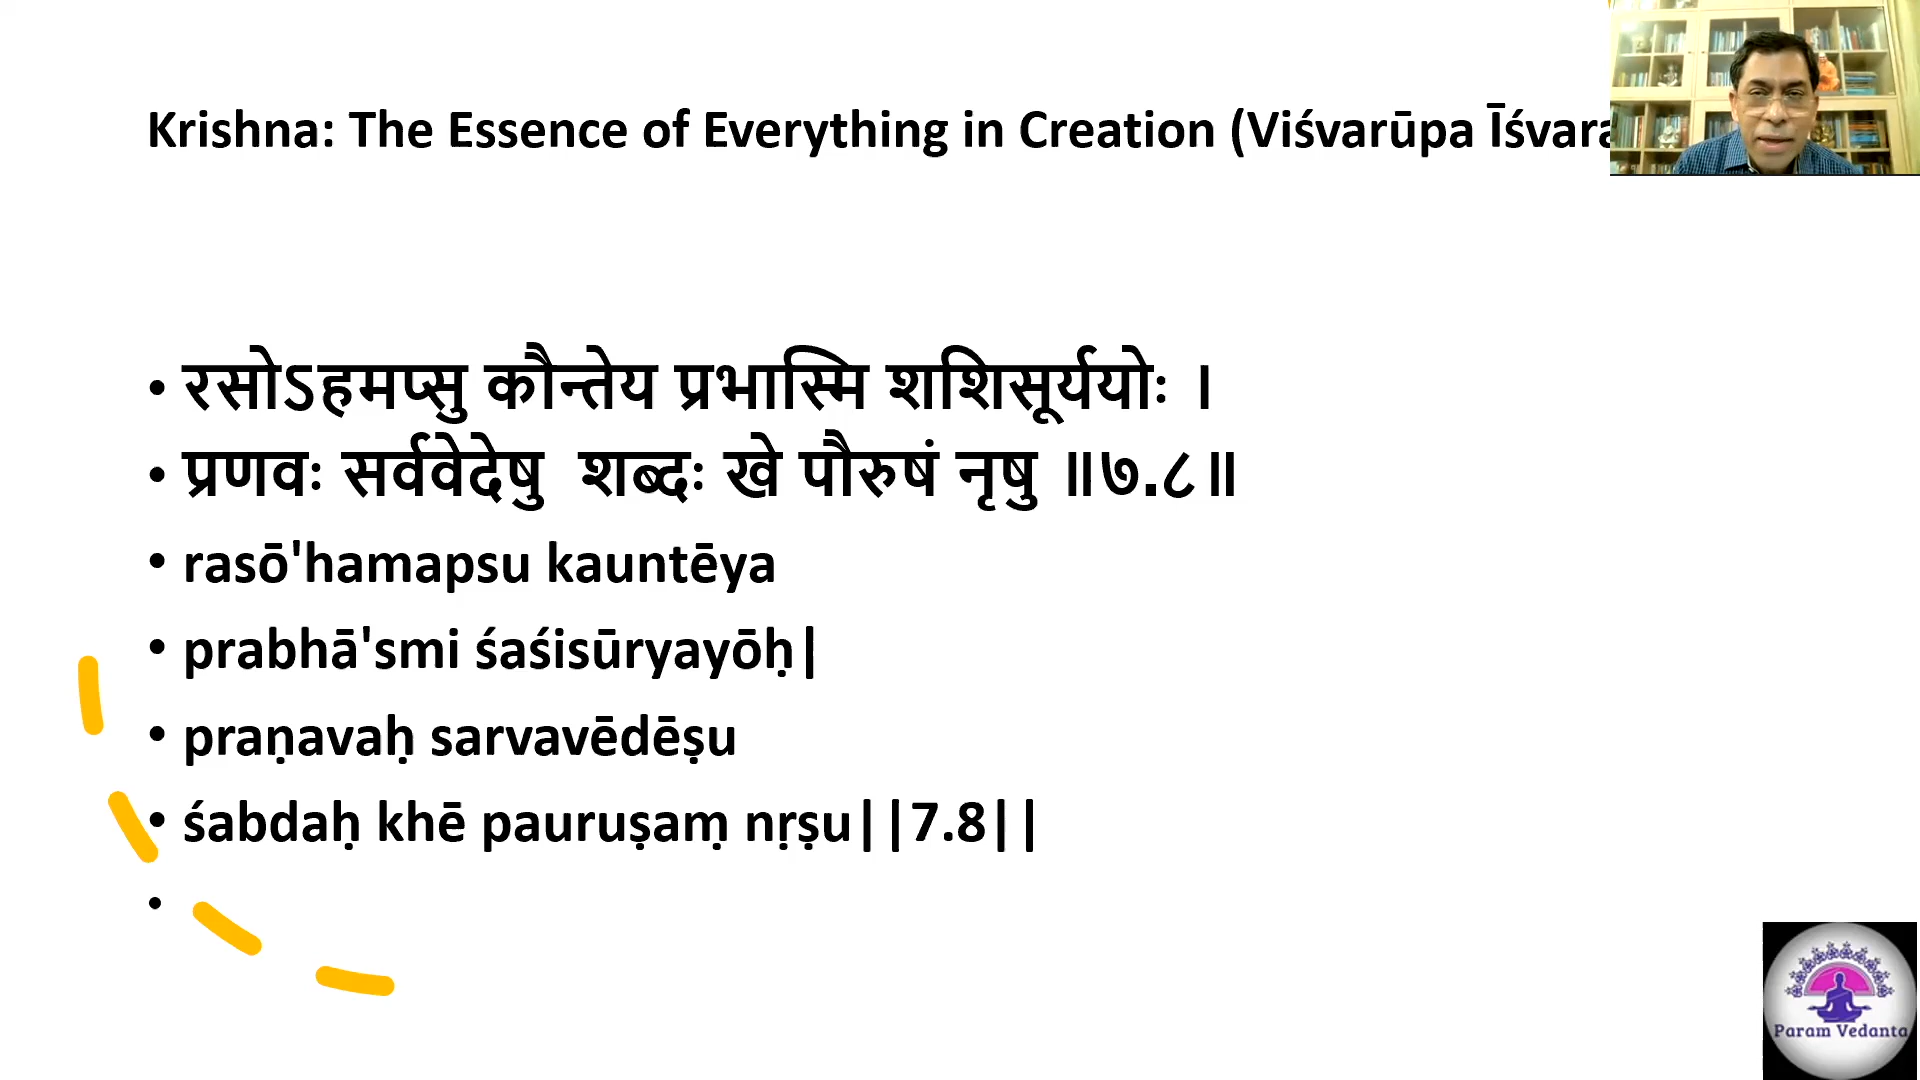 Krishna: The Essence of Everything in Creation (Viśvarūpa Īśvara
• रसोऽहमप्सु कौन्तेय प्रभास्मि शशिसूर्ययोः ।
• प्रणवः सर्ववेदेषु शब्दः खे पौरुषं नृषु ॥७.८॥
• rasō'hamapsu kauntēya
• prabhā'smi śaśisūryayōḥ|
• praṇavaḥ sarvavēdēṣu
• śabdaḥ khē pauruṣaṃ nṛṣu||7.8||
•
Param Vedanta